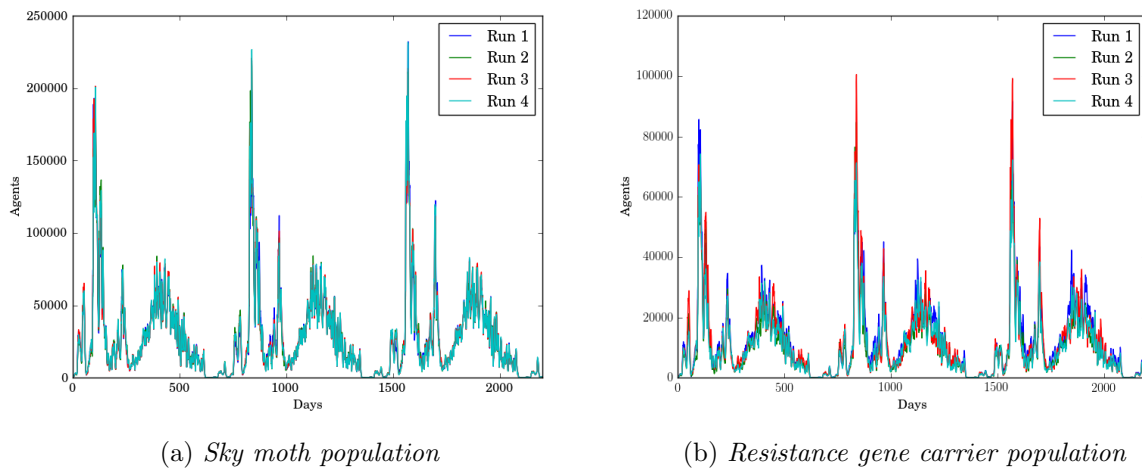 250000
200000
150000
100000
50000
0
0
500
1000
1500
2000
Agents
Days
Run 1
Run 2
Run 3
Run 4
(a) Sky moth population
120000
100000
80000
60000
40000
20000
0
0
500
1000
1500
2000
Agents
Days
Run 1
Run 2
Run 3
Run 4
(b) Resistance gene carrier population